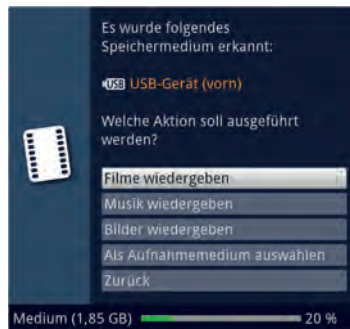 Es wurde folgendes
Speichermedium erkannt:
USB USB-Gerät (vorn)
Welche Aktion soll ausgeführt
werden?
Filme wiedergeben
Musik wiedergeben
Bilder wiedergeben
Als Aufnahmemedium auswählen
Zurück
Medium (1,85 GB) 20 %